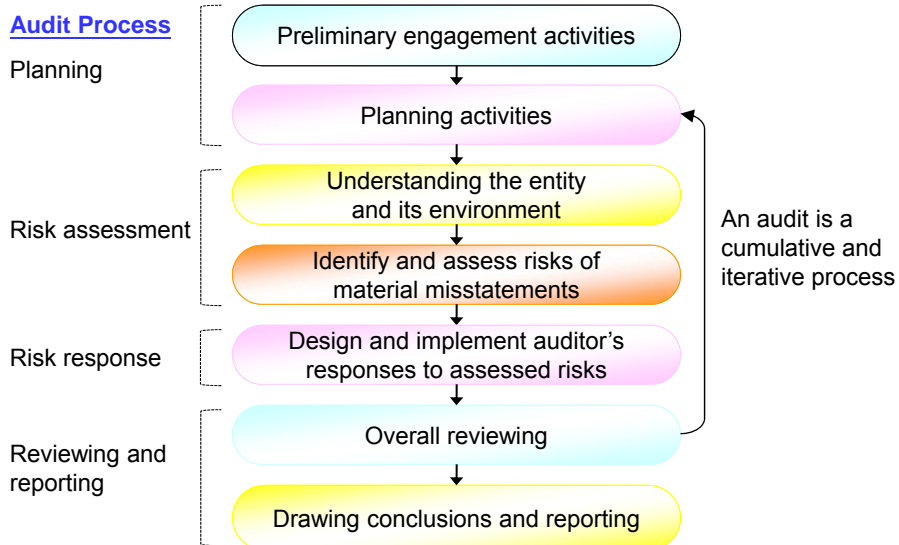 Audit Process
Planning
Preliminary engagement activities
Planning activities
Risk assessment
Understanding the entity
and its environment
Identify and assess risks of
material misstatements
Risk response
Design and implement auditor’s
responses to assessed risks
Reviewing and
reporting
Overall reviewing
Drawing conclusions and reporting
An audit is a
cumulative and
iterative process